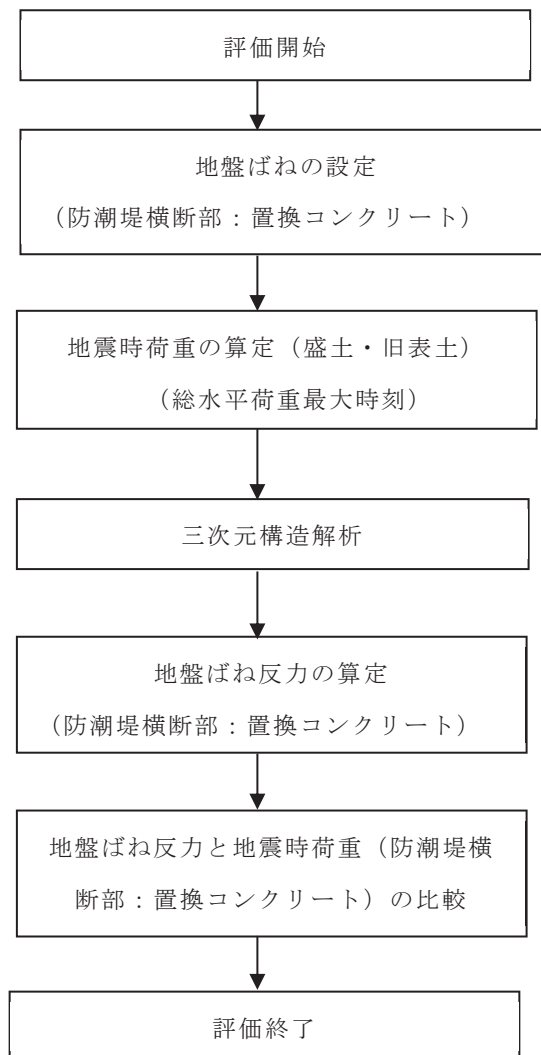 評価開始
地盤ばねの設定
（防潮堤横断部：置換コンクリート）
地震時荷重の算定（盛土・旧表土）
（総水平荷重最大時刻）
三次元構造解析
地盤ばね反力の算定
（防潮堤横断部：置換コンクリート）
地盤ばね反力と地震時荷重（防潮堤横
断部：置換コンクリート）の比較
評価終了